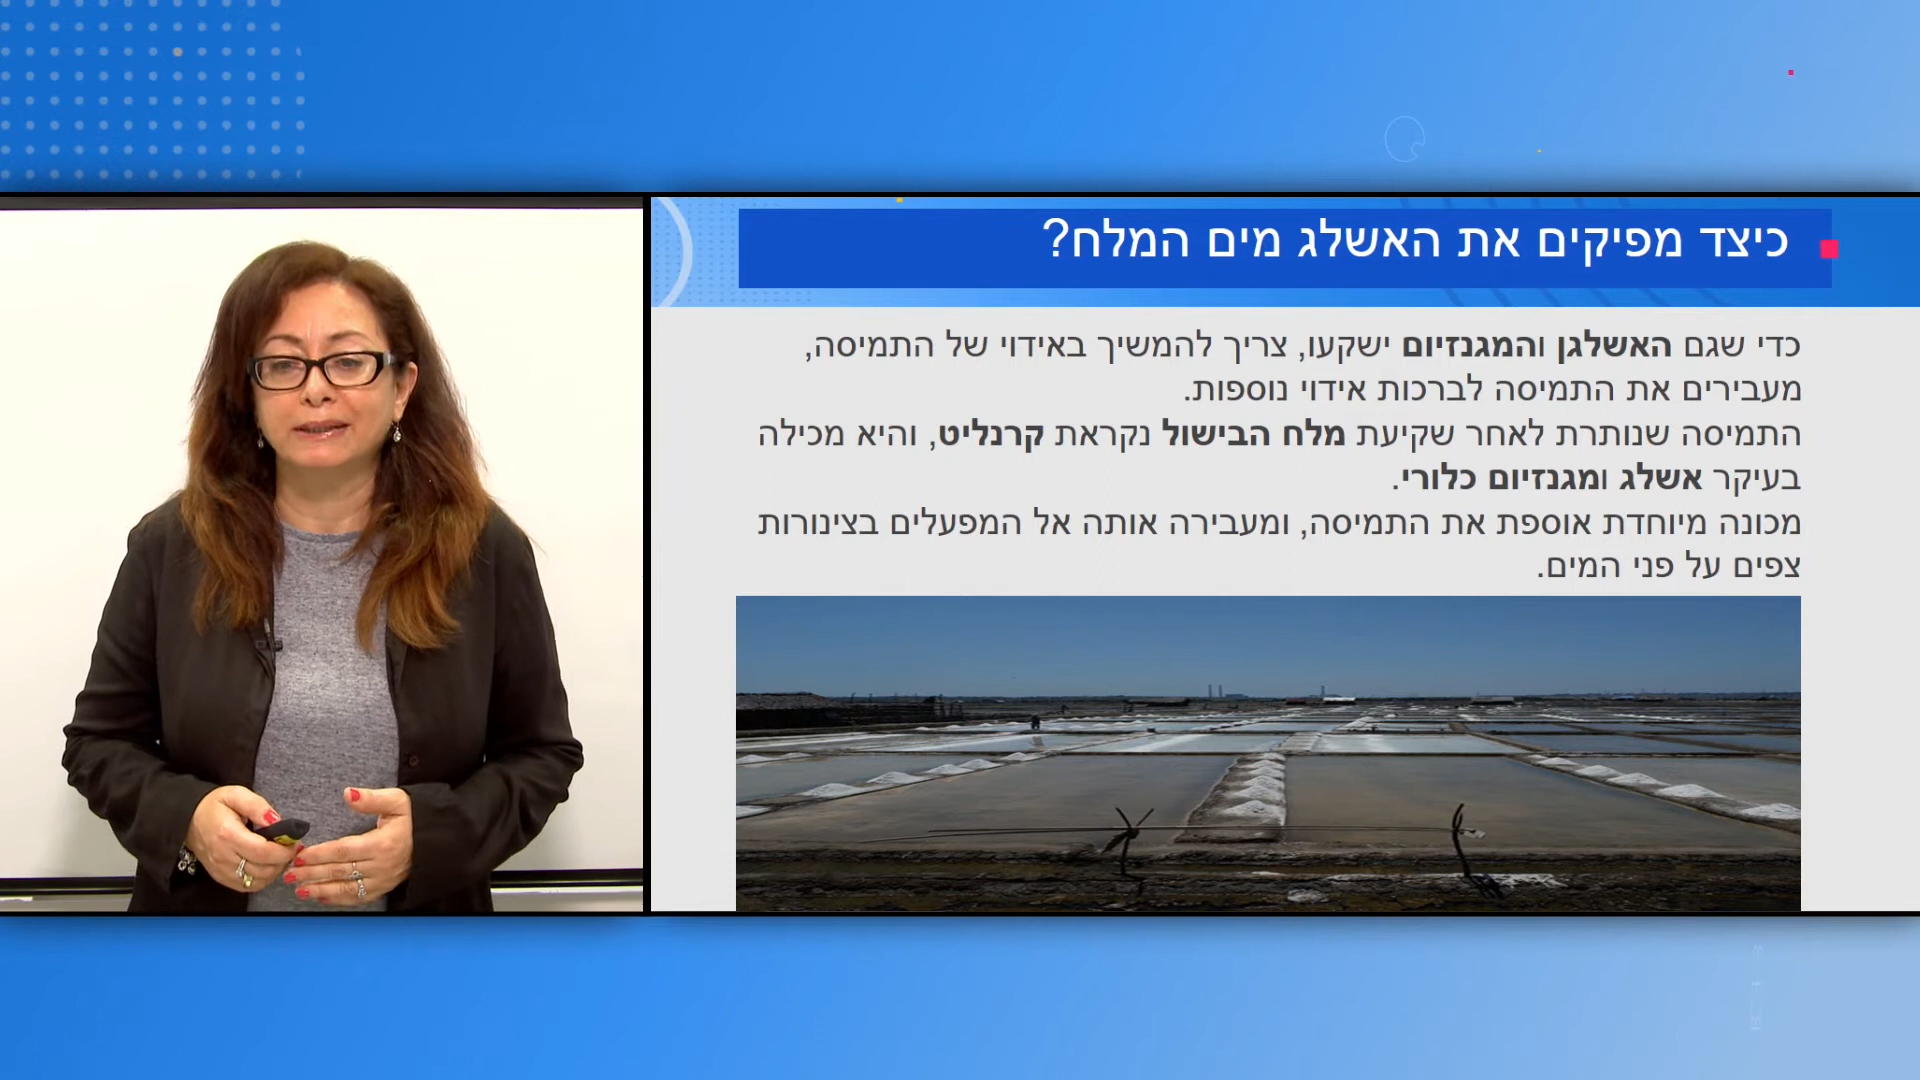 כיצד מפיקים את האשלג מים המלח?
כדי שגם האשלגן והמגנזיום ישקעו, צריך להמשיך באידוי של התמיסה,
מעבירים את התמיסה לברכות אידוי נוספות.
התמיסה שנותרת לאחר שקיעת מלח הבישול נקראת קרנליט, והיא מכילה
בעיקר אשלג ומגנזיום כלורי.
מכונה מיוחדת אוספת את התמיסה, ומעבירה אותה אל המפעלים בצינורות
צפים על פני המים.